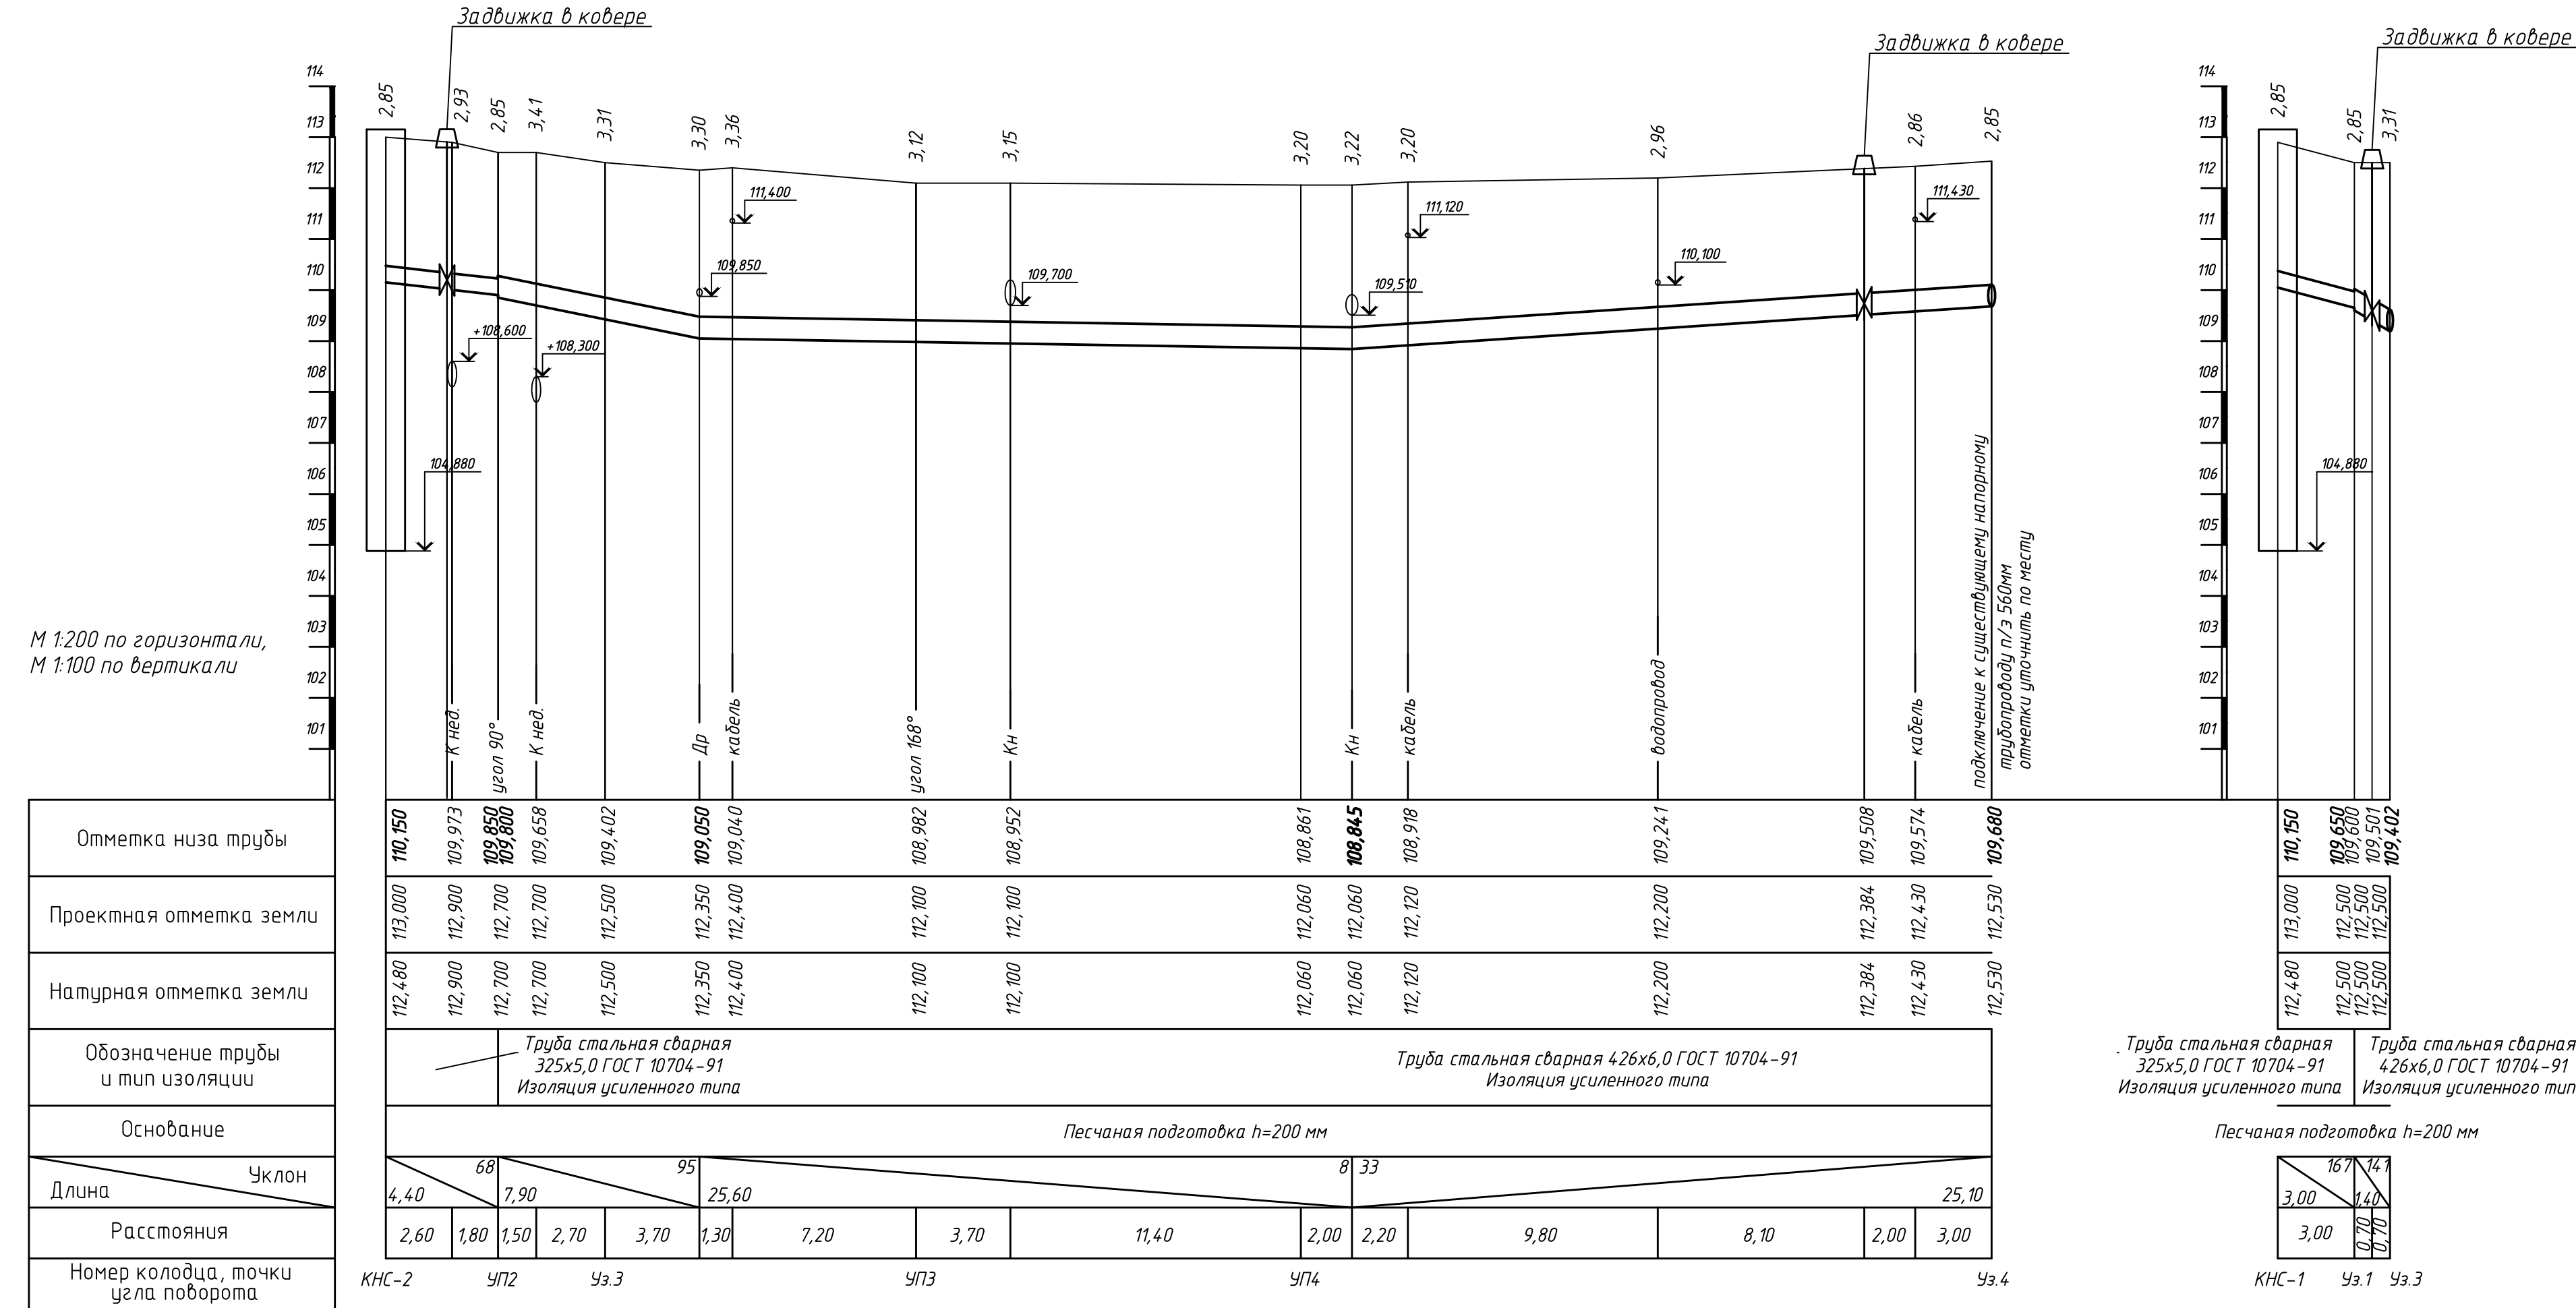 Задвижка в ковере
Задвижка в ковере
Задвижка в ковере
114
113
112
111
110
109
108
107
106
105
104
103
102
101
2,85
2,93
2,85
3,41
3,31
3,30
3,36
3,12
3,15
3,20
3,22
3,20
2,96
2,86
2,85
111,400
109,850
109,700
109,510
111,120
110,100
111,430
+108,600
+108,300
104,880
М 1:200 по горизонтали,
М 1:100 по вертикали
К нед.
угол 90°
К нед.
Др
кабель
угол 168°
Кн
Кн
кабель
водопровод
кабель
подключение к существующему напорному
трубопроводу п/э 560мм
отметки уточнить по месту
114
113
112
111
110
109
108
107
106
105
104
103
102
101
2,85
2,85
3,31
104,880
Отметка низа трубы
110,150
109,973
109,850
109,800
109,658
109,402
109,050
109,040
108,982
108,952
108,861
108,845
108,918
109,241
109,508
109,574
109,680
110,150
109,650
109,600
109,501
109,402
Проектная отметка земли
113,000
112,900
112,700
112,700
112,500
112,350
112,400
112,100
112,100
112,060
112,060
112,120
112,200
112,384
112,430
112,530
113,000
112,500
112,500
112,500
Натурная отметка земли
112,480
112,900
112,700
112,700
112,500
112,350
112,400
112,100
112,100
112,060
112,060
112,120
112,200
112,384
112,430
112,530
112,480
112,500
112,500
112,500
Обозначение трубы
и тип изоляции
Труба стальная сварная
325х5,0 ГОСТ 10704-91
Изоляция усиленного типа
Труба стальная сварная 426х6,0 ГОСТ 10704-91
Изоляция усиленного типа
Труба стальная сварная
325х5,0 ГОСТ 10704-91
Изоляция усиленного типа
Труба стальная сварная
426х6,0 ГОСТ 10704-91
Изоляция усиленного тип
Основание
Песчаная подготовка h=200 мм
Песчаная подготовка h=200 мм
Уклон
Длина
68
4,40
95
7,90
8
25,60
33
25,10
167
3,00
141
1,40
Расстояния
2,60
1,80
1,50
2,70
3,70
1,30
7,20
3,70
11,40
2,00
2,20
9,80
8,10
2,00
3,00
3,00
0,70
0,70
Номер колодца, точки
угла поворота
КНС-2
УП2
Уз.3
УП3
УП4
Уз.4
КНС-1
Уз.1
Уз.3